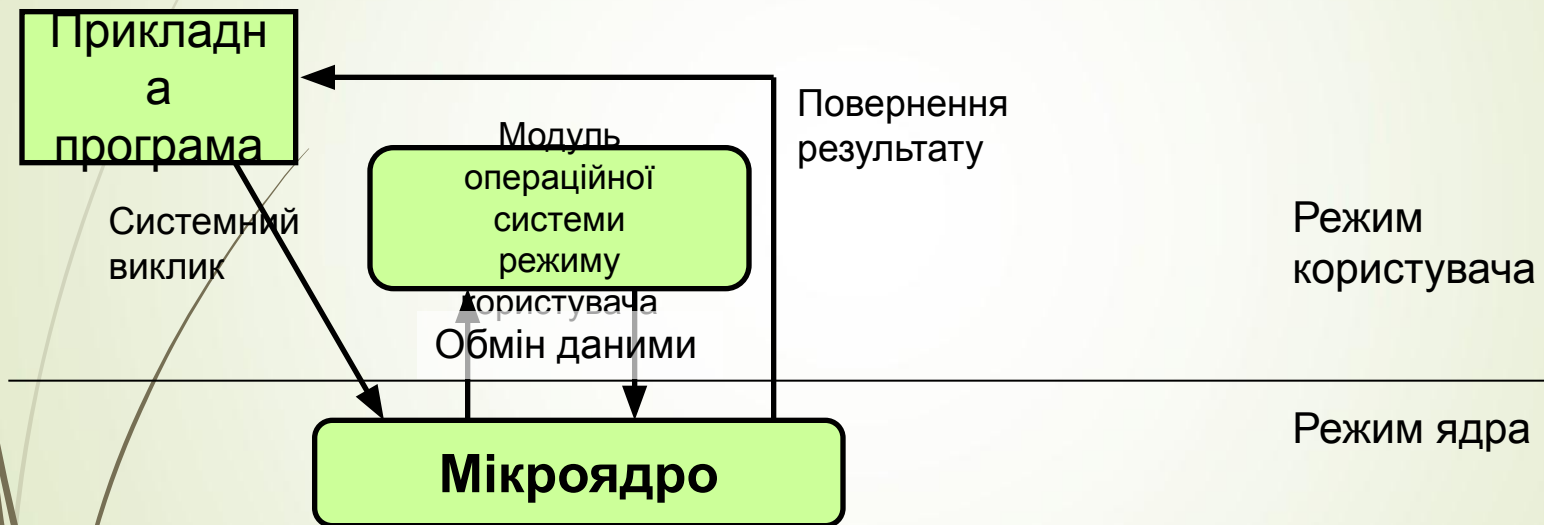 Прикладн
а
програма
Повернення
результату
Модуль
операційної
системи
режиму
користувача
Системний
виклик
Режим
користувача
Обмін даними
Режим ядра
Мікроядро